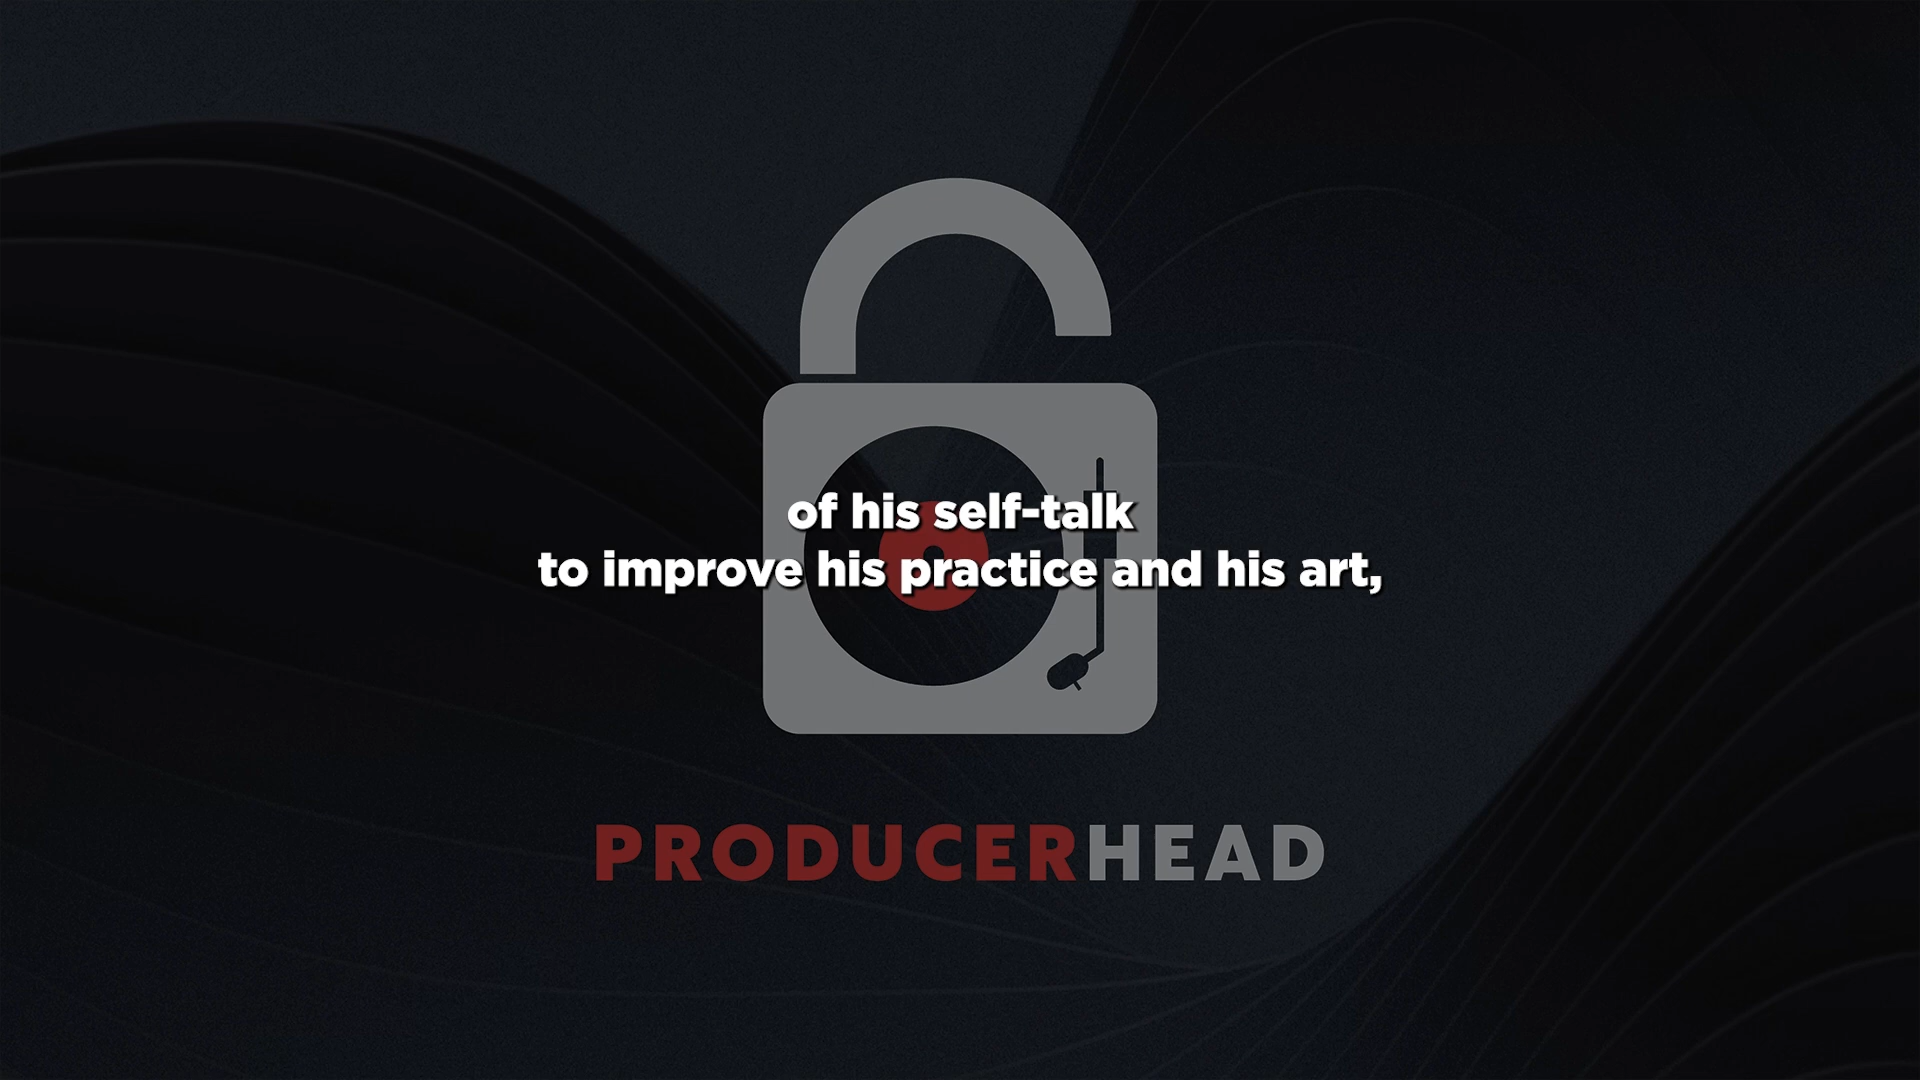 of his self-talk
to improve his practice and his art,
PRODUCERHEAD